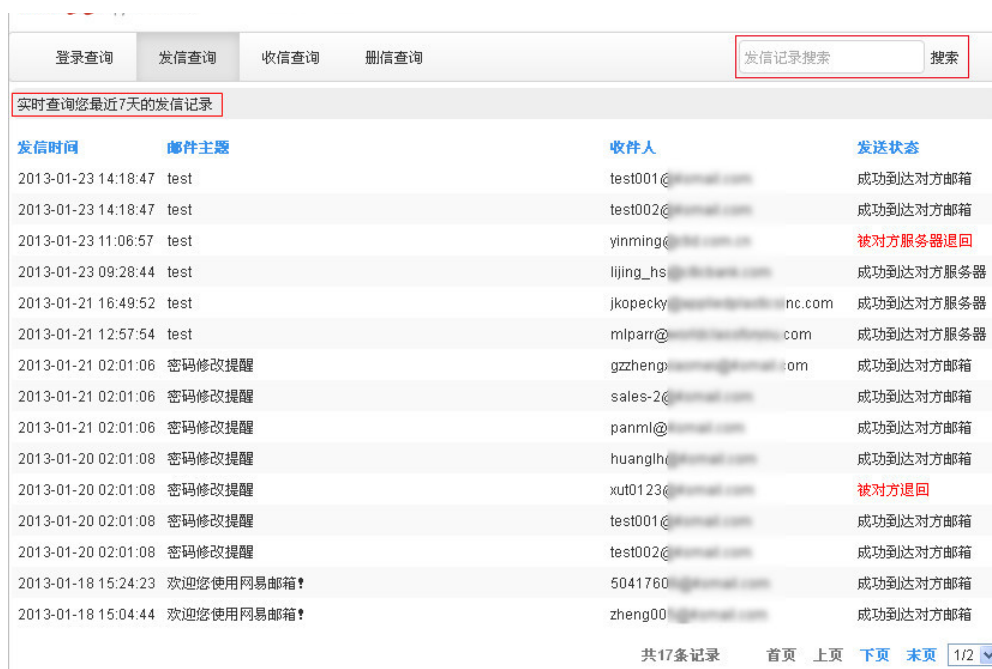 登录查询 发信查询 收信查询 删信查询 发信记录搜索 搜索
实时查询您最近7天的发信记录
发信时间 邮件主题 收件人 发送状态
2013-01-23 14:18:47 test test001@ 成功到达对方邮箱
2013-01-23 14:18:47 test test002@ 成功到达对方邮箱
2013-01-23 11:06:57 test yinming@ 被对方服务器退回
2013-01-23 09:28:44 test lijing_hs 成功到达对方服务器
2013-01-21 16:49:52 test jkopecky inc.com 成功到达对方服务器
2013-01-21 12:57:54 test mlparr@ .com 成功到达对方服务器
2013-01-21 02:01:06 密码修改提醒 gzzheng om 成功到达对方邮箱
2013-01-21 02:01:06 密码修改提醒 sales-2@ 成功到达对方邮箱
2013-01-21 02:01:06 密码修改提醒 panml@ 成功到达对方邮箱
2013-01-20 02:01:08 密码修改提醒 huanglh@ 成功到达对方邮箱
2013-01-20 02:01:08 密码修改提醒 xut0123@ 被对方退回
2013-01-20 02:01:08 密码修改提醒 test001@ 成功到达对方邮箱
2013-01-20 02:01:08 密码修改提醒 test002@ 成功到达对方邮箱
2013-01-18 15:24:23 欢迎您使用网易邮箱! 5041760 成功到达对方邮箱
2013-01-18 15:04:44 欢迎您使用网易邮箱! zheng00 成功到达对方邮箱
共17条记录 首页 上页 下页 末页 1/2